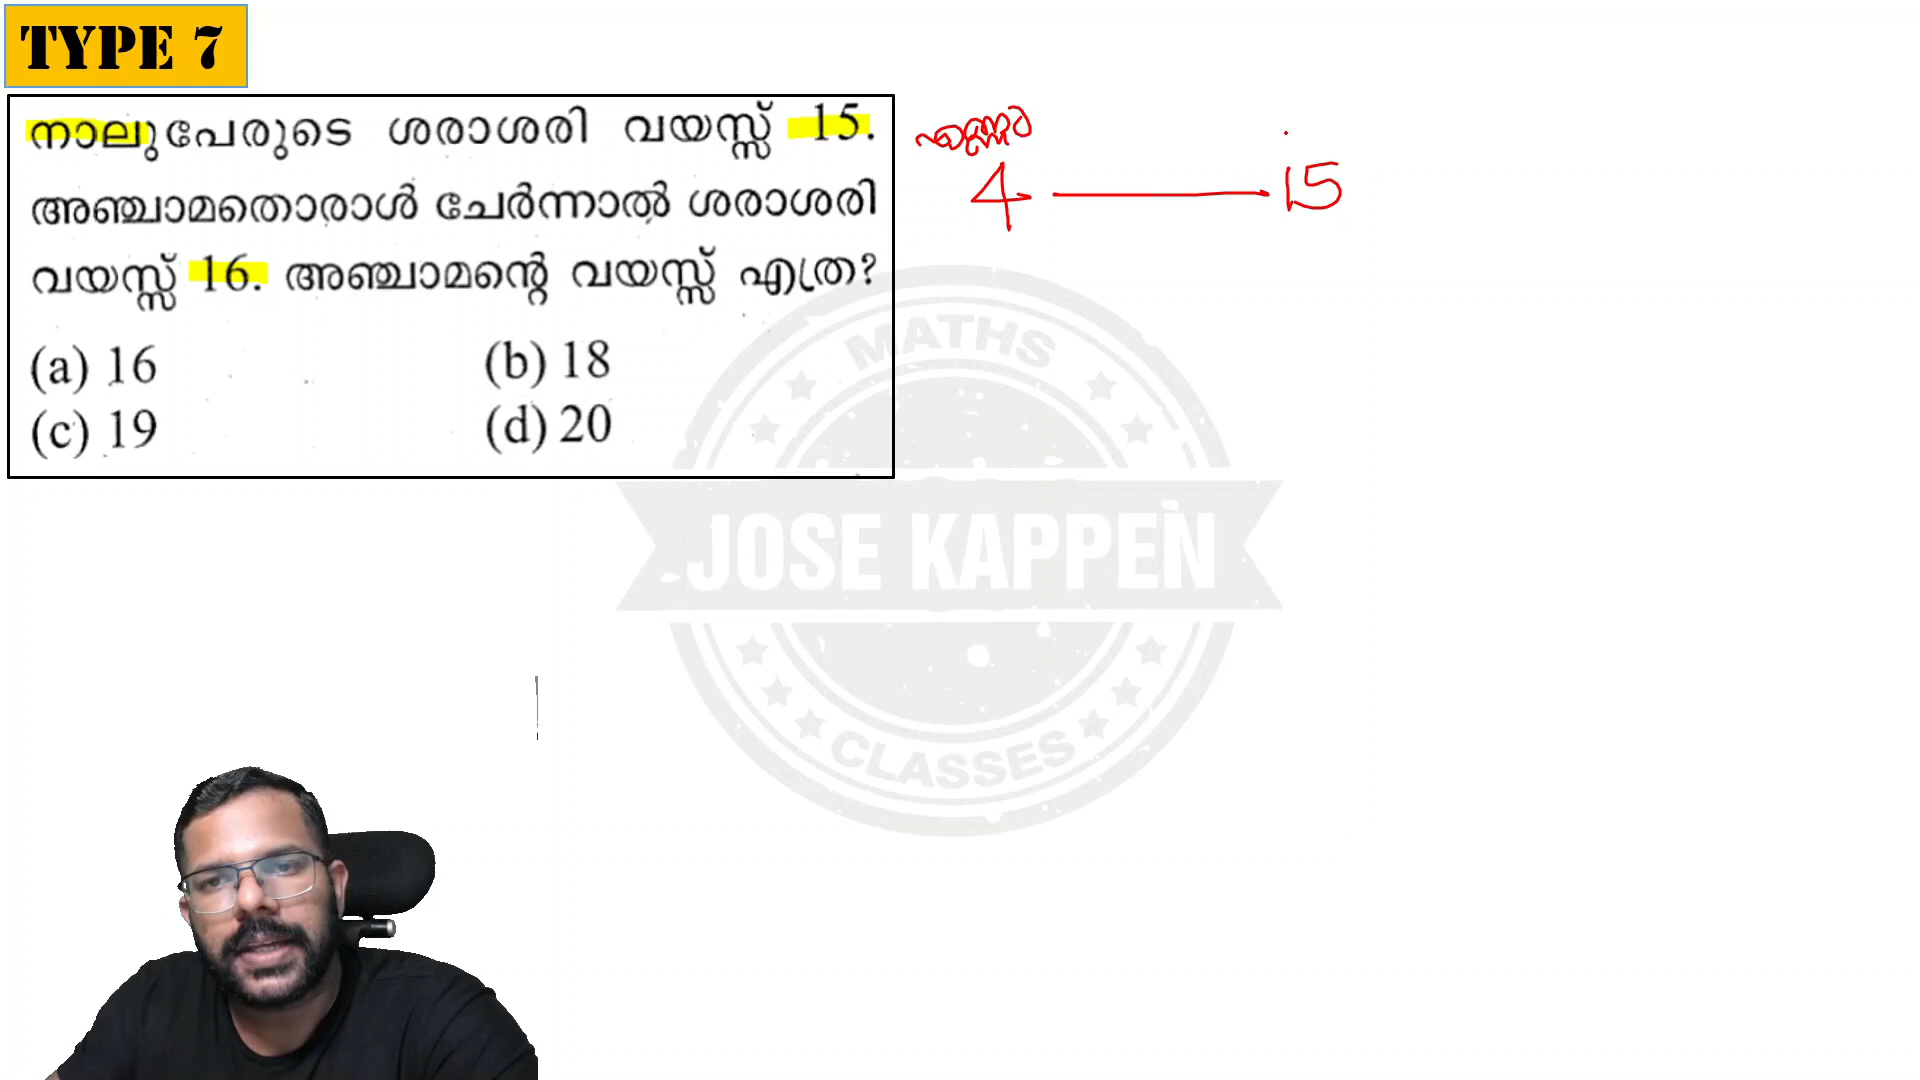 TYPE 7
നാലുപേരുടെ ശരാശരി വയസ്സ് 15.
അഞ്ചാമതൊരാൾ ചേർന്നാൽ ശരാശരി
വയസ്സ് 16. അഞ്ചാമന്റെ വയസ്സ് എത്ര?
(a) 16 (b) 18
(c) 19 (d) 20
എണ്ണം
4 — 15
MATHS
JOSE KAPPEN
CLASSES